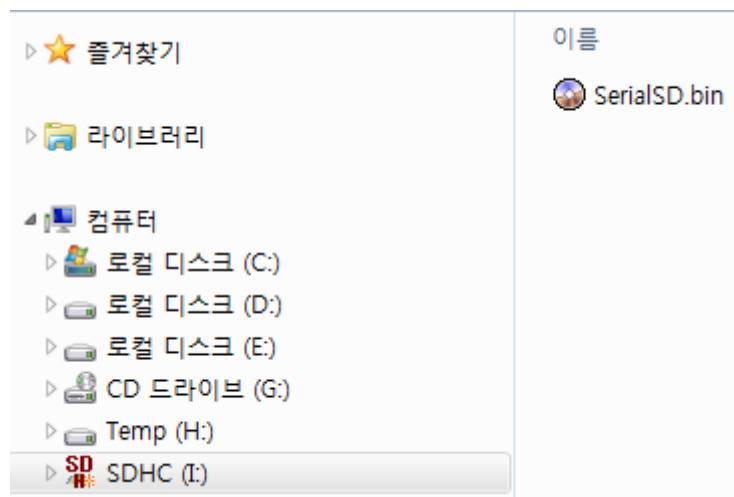 즐겨찾기
라이브러리
컴퓨터
로컬 디스크 (C:)
로컬 디스크 (D:)
로컬 디스크 (E:)
CD 드라이브 (G:)
Temp (H:)
SD
SDHC (I:)
이름
SerialSD.bin